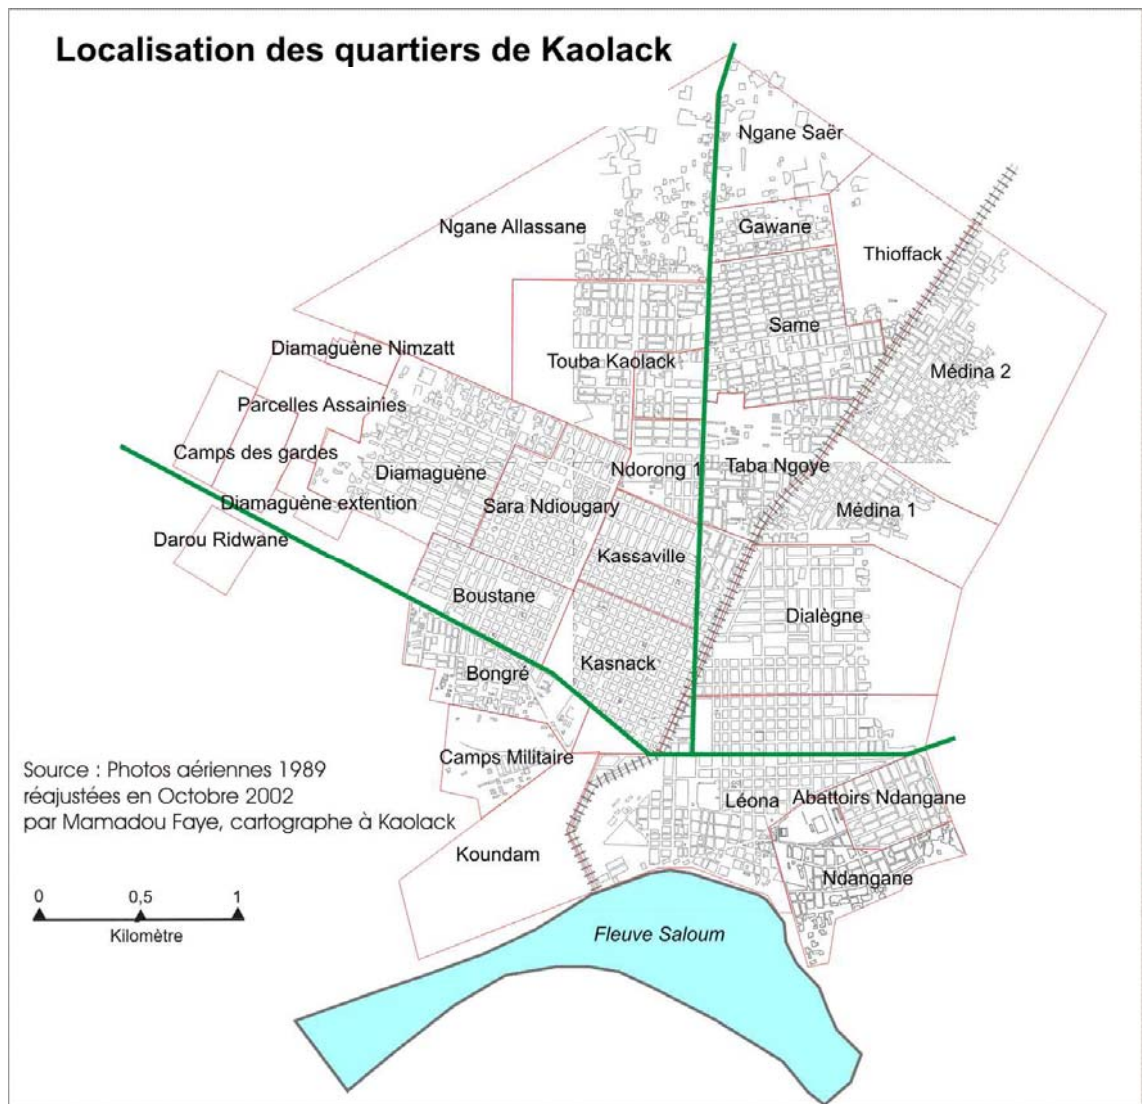 Localisation des quartiers de Kaolack
Ngane Saër
Ngane Allassane
Gawane
Thioffack
Same
Diamaguène Nimzatt
Touba Kaolack
Médina 2
Parcelles Assainies
Camps des gardes
Diamaguène
Ndorong 1
Taba Ngoye
Diamaguène extention
Sara Ndiougary
Médina 1
Darou Ridwane
Kassaville
Boustane
Dialègne
Bongré
Kasnack
Camps Militaire
Source : Photos aériennes 1989
réajustées en Octobre 2002
par Mamadou Faye, cartographe à Kaolack
Léona
Abattoirs Ndangane
Koundam
Ndangane
0 0,5 1
Kilomètre
Fleuve Saloum